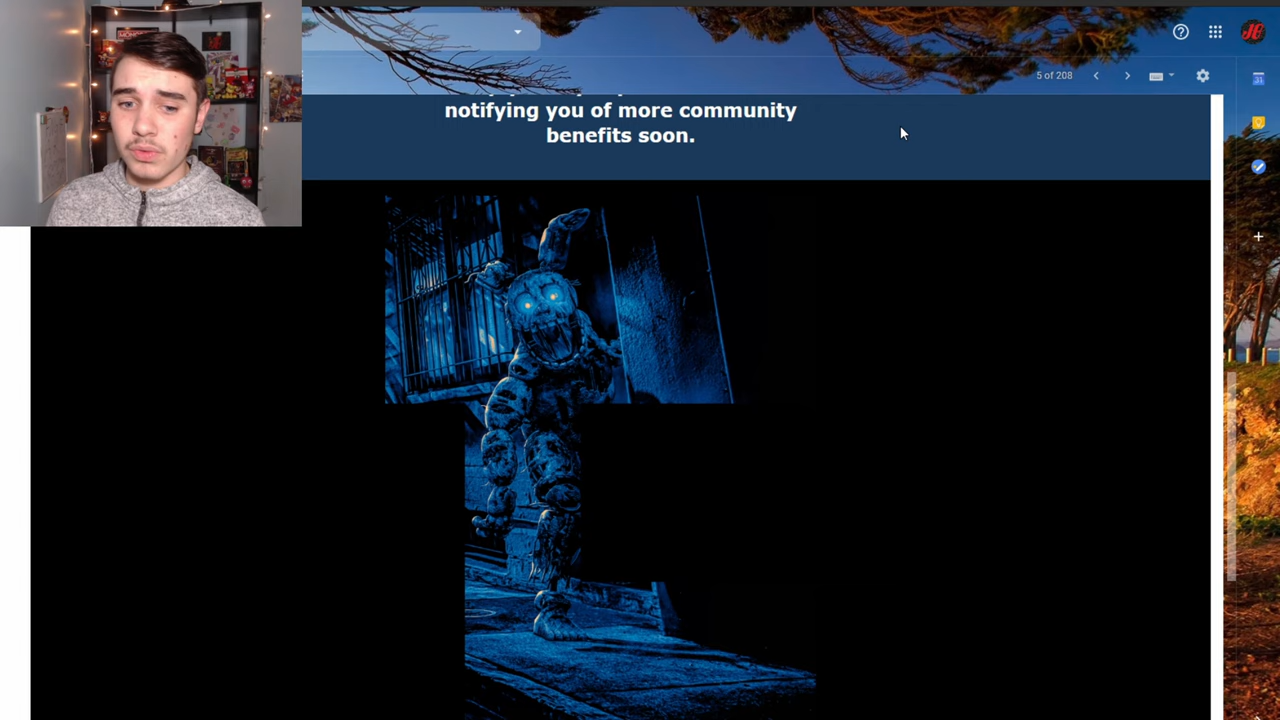 5 of 208
notifying you of more community
benefits soon.